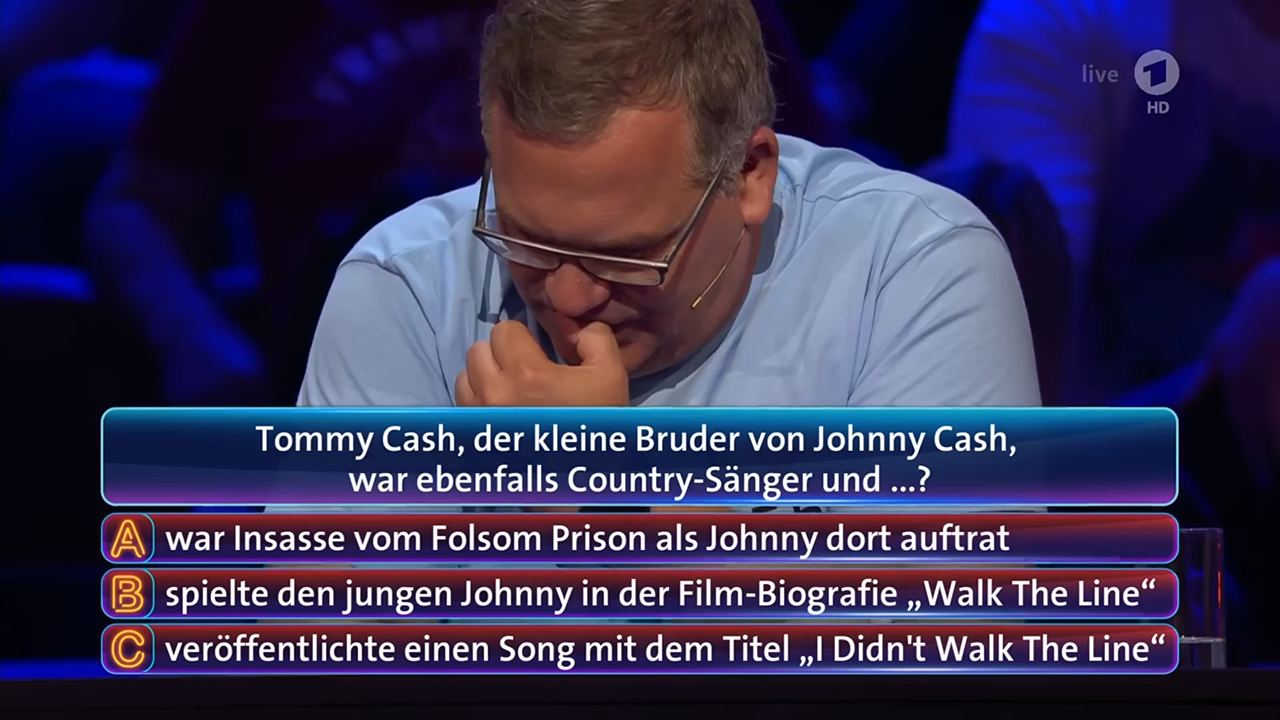 live 1
HD
Tommy Cash, der kleine Bruder von Johnny Cash,
war ebenfalls Country-Sänger und ...?
A war Insasse vom Folsom Prison als Johnny dort auftrat
B spielte den jungen Johnny in der Film-Biografie „Walk The Line“
C veröffentlichte einen Song mit dem Titel „I Didn't Walk The Line“